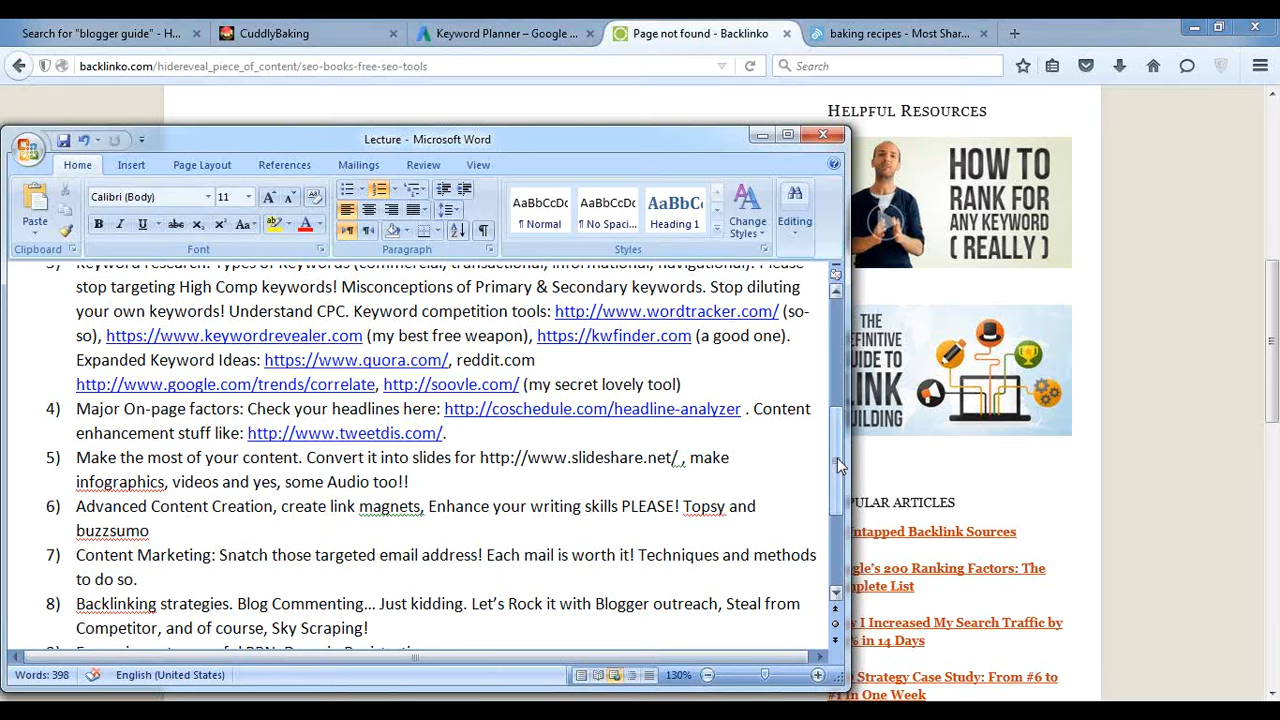 Search for "blogger guide" - H...
CuddlyBaking
Keyword Planner – Google ...
Page not found - Backlinko
baking recipes - Most Shar...
backlinko.com/hidereveal_piece_of_content/seo-books-free-seo-tools
Search
HELPFUL RESOURCES
HOW TO
RANK FOR
ANY KEYWORD
( REALLY )
THE
DEFINITIVE
GUIDE TO
LINK
BUILDING
Lecture - Microsoft Word
Home
Insert
Page Layout
References
Mailings
Review
View
Paste
Calibri (Body)
11
AaBbCcDc
AaBbCcDc
AaBbCc
¶ Normal
¶ No Spaci...
Heading 1
Change
Styles
Editing
Clipboard
Font
Paragraph
Styles
Keyword research: Types of keywords (commercial, transactional, informational, navigational). Please
stop targeting High Comp keywords! Misconceptions of Primary & Secondary keywords. Stop diluting
your own keywords! Understand CPC. Keyword competition tools: http://www.wordtracker.com/ (so-
so), https://www.keywordrevealer.com (my best free weapon), https://kwfinder.com (a good one).
Expanded Keyword Ideas: https://www.quora.com/, reddit.com
http://www.google.com/trends/correlate, http://soovle.com/ (my secret lovely tool)
4) Major On-page factors: Check your headlines here: http://coschedule.com/headline-analyzer . Content
enhancement stuff like: http://www.tweetdis.com/.
5) Make the most of your content. Convert it into slides for http://www.slideshare.net/ , make
infographics, videos and yes, some Audio too!!
6) Advanced Content Creation, create link magnets, Enhance your writing skills PLEASE! Topsy and
buzzsumo
7) Content Marketing: Snatch those targeted email address! Each mail is worth it! Techniques and methods
to do so.
8) Backlinking strategies. Blog Commenting... Just kidding. Let's Rock it with Blogger outreach, Steal from
Competitor, and of course, Sky Scraping!
Words: 398
English (United States)
130%
PULAR ARTICLES
ntapped Backlink Sources
gle's 200 Ranking Factors: The
plete List
I Increased My Search Traffic by
% in 14 Days
Strategy Case Study: From #6 to
#1 In One Week